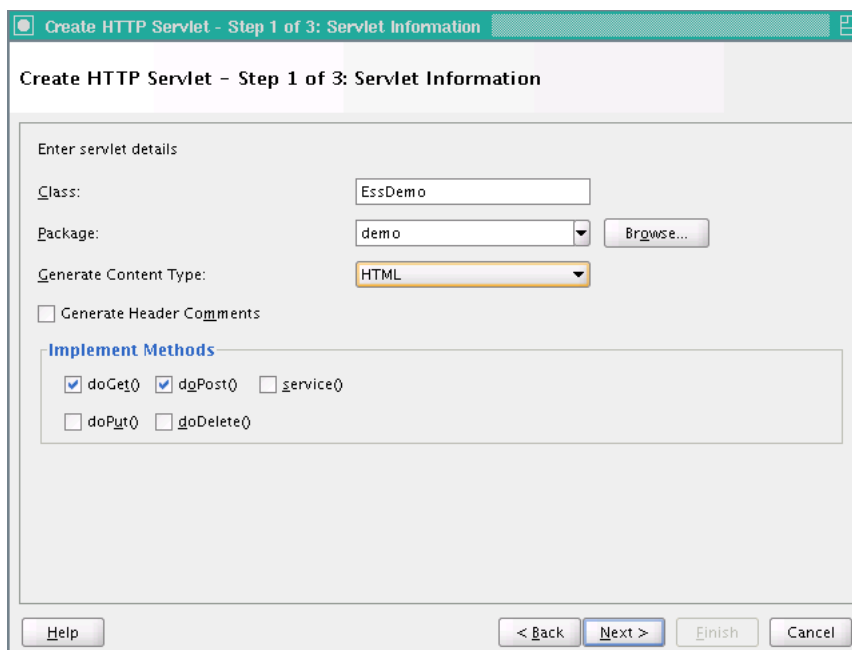 Create HTTP Servlet - Step 1 of 3: Servlet Information
Create HTTP Servlet - Step 1 of 3: Servlet Information
Enter servlet details
Class: EssDemo
Package: demo Browse...
Generate Content Type: HTML
Generate Header Comments
Implement Methods
doGet() doPost() service()
doPut() doDelete()
Help < Back Next > Finish Cancel